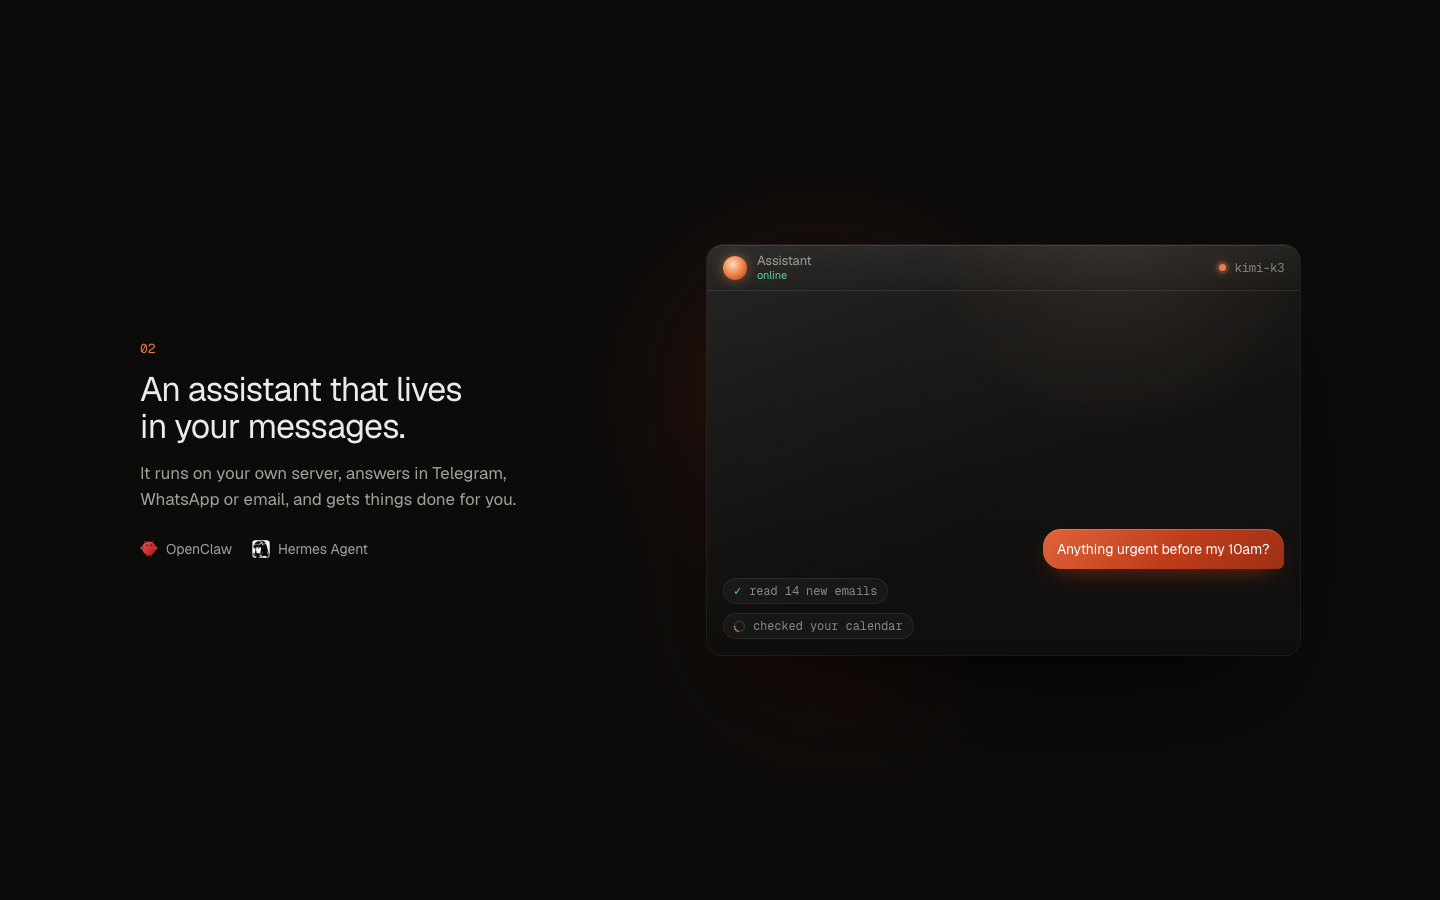 02
An assistant that lives
in your messages.
It runs on your own server, answers in Telegram,
WhatsApp or email, and gets things done for you.
OpenClaw
Hermes Agent
Assistant
online
kimi-k3
Anything urgent before my 10am?
✓ read 14 new emails
checked your calendar